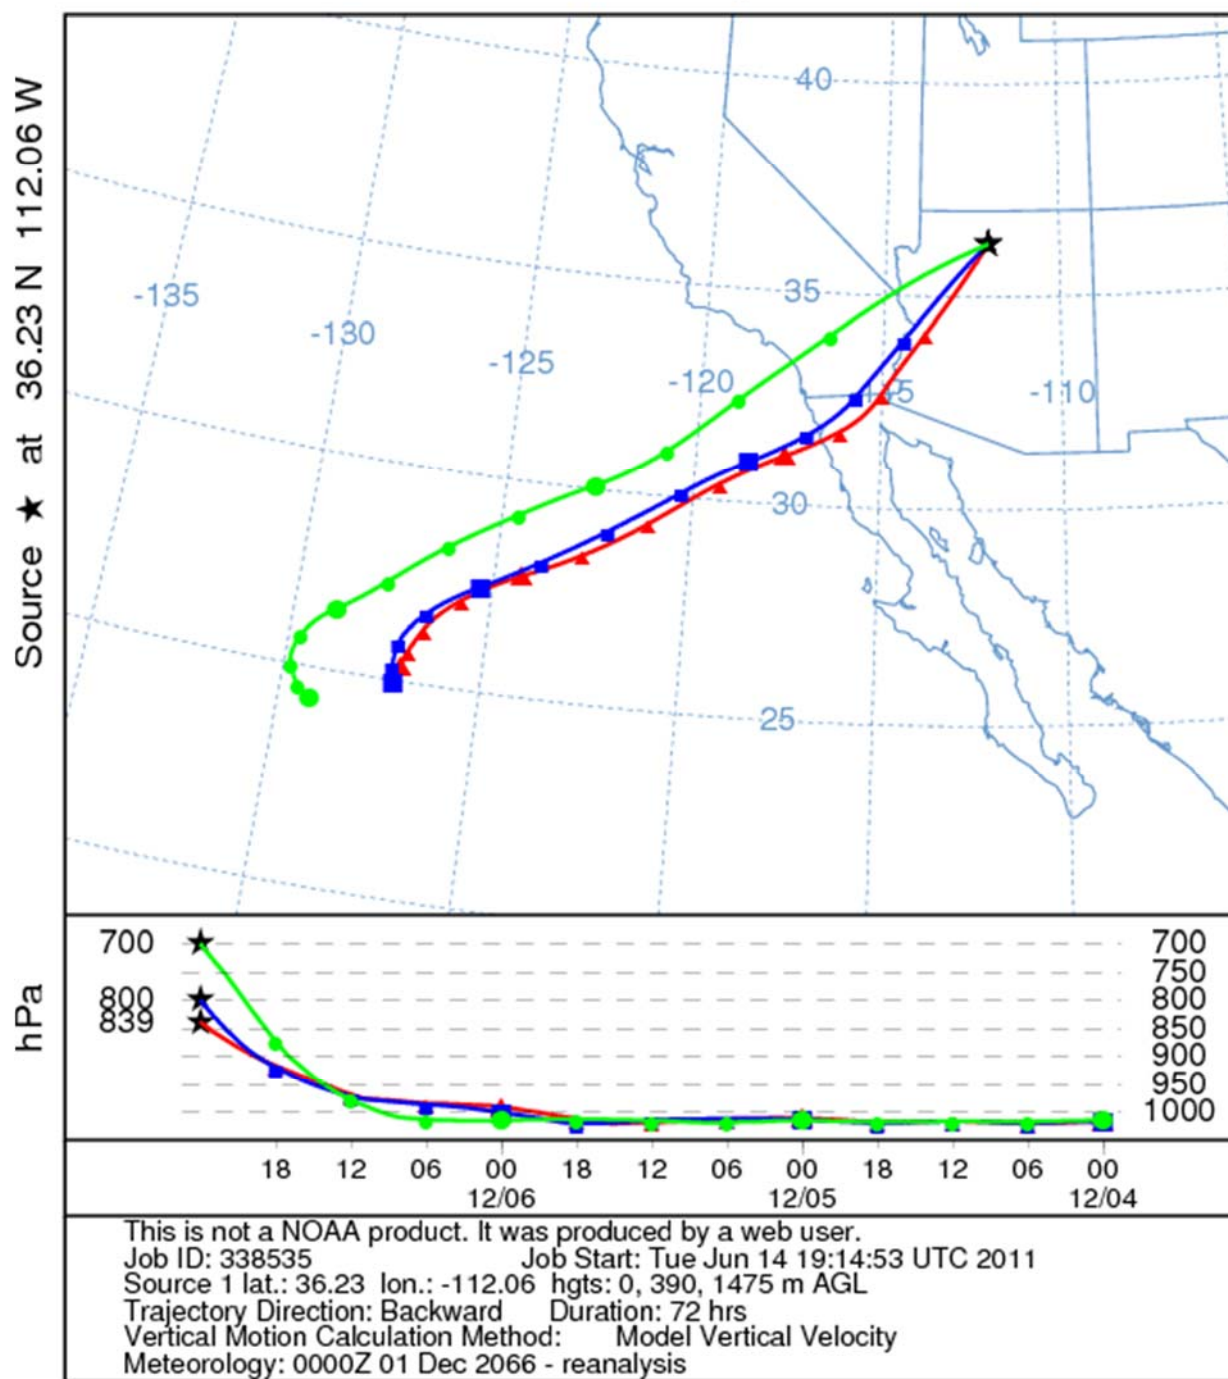 Source ★ at 36.23 N 112.06 W
40
35
-135
-130
-125
-120
-110
30
25
hPa
700
800
839
700
750
800
850
900
950
1000
18 12 06 00 18 12 06 00 18 12 06 00
12/06 12/05 12/04
This is not a NOAA product. It was produced by a web user.
Job ID: 338535 Job Start: Tue Jun 14 19:14:53 UTC 2011
Source 1 lat.: 36.23 lon.: -112.06 hgts: 0, 390, 1475 m AGL
Trajectory Direction: Backward Duration: 72 hrs
Vertical Motion Calculation Method: Model Vertical Velocity
Meteorology: 0000Z 01 Dec 2066 - reanalysis